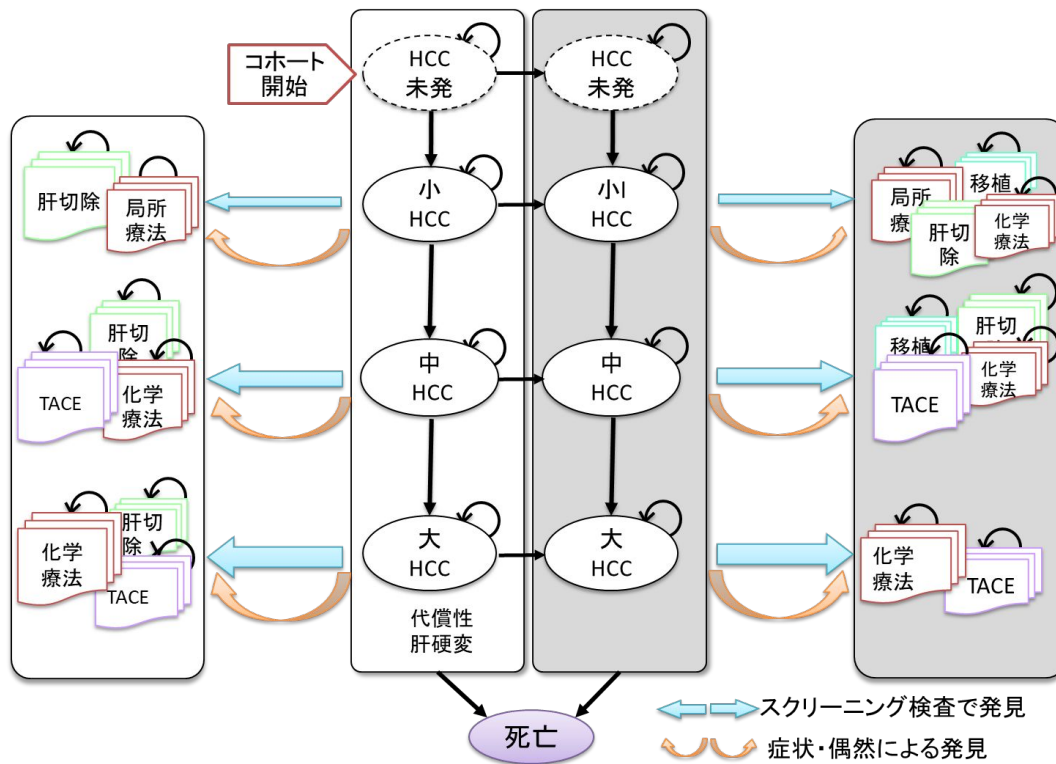 コホート
開始
HCC
未発
HCC
未発
肝切除
局所
療法
小
HCC
小I
HCC
局所
療
移植
肝切
除
化学
療法
肝切
除
TACE
化学
療法
中
HCC
中
HCC
移植
肝切
TACE
化学
療法
化学
療法
肝切
除
TACE
大
HCC
大
HCC
化学
療法
TACE
代償性
肝硬変
死亡
スクリーニング検査で発見
症状・偶然による発見